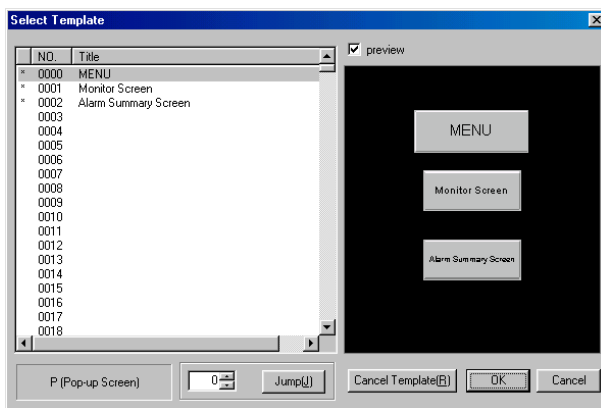 Select Template
preview
NO. Title
* 0000 MENU
* 0001 Monitor Screen
* 0002 Alarm Summary Screen
0003
0004
0005
0006
0007
0008
0009
0010
0011
0012
0013
0014
0015
0016
0017
0018
MENU
Monitor Screen
Alarm Summary Screen
P (Pop-up Screen)
0
Jump(J)
Cancel Template(R)
OK
Cancel